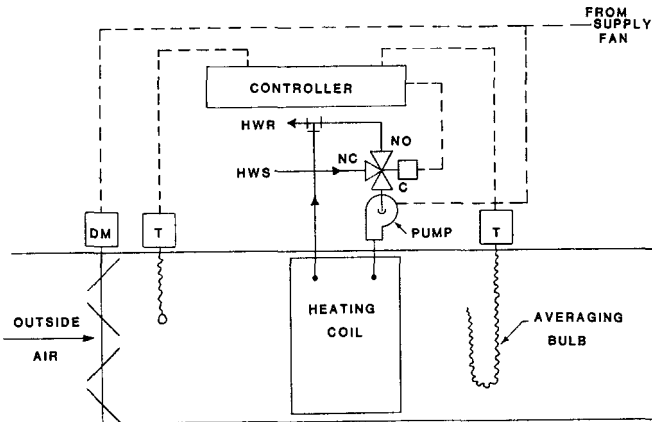 FROM
SUPPLY
FAN
CONTROLLER
HWR
NO
NC
HWS
C
DM
T
PUMP
T
OUTSIDE
AIR
HEATING
COIL
AVERAGING
BULB